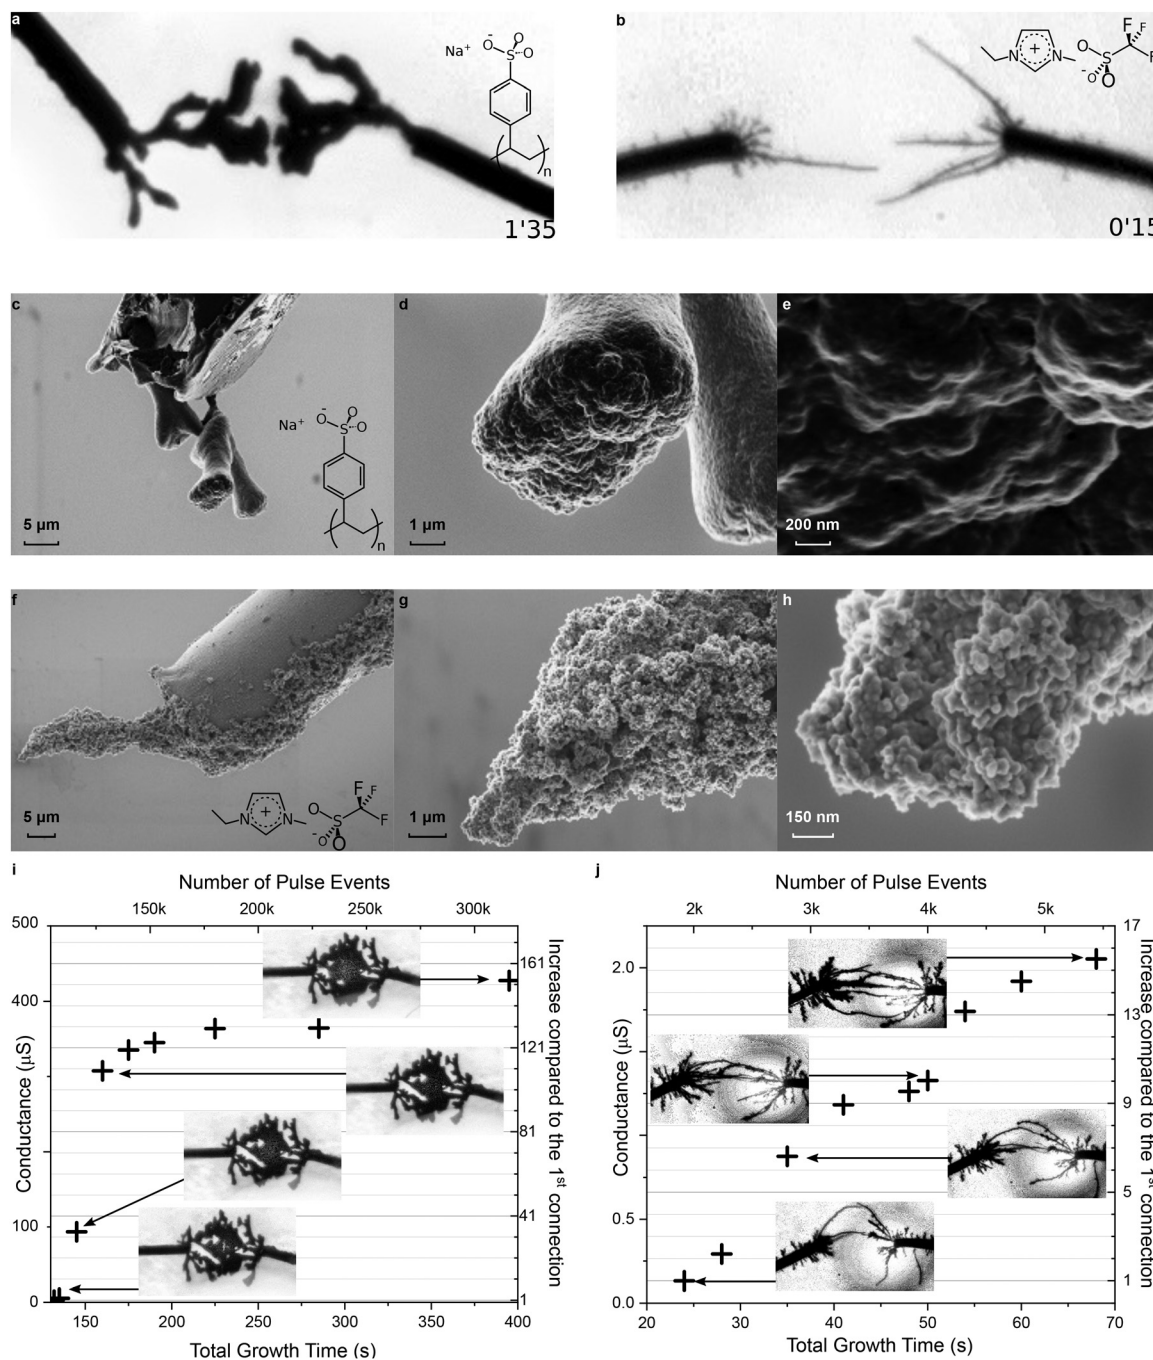 a
Na+
O-
O
S
O
n
1'35
b
N
+
N
O
S
-O
O
F
F
F
0'15
c
Na+
O-
O
S
O
n
5 µm
d
1 µm
e
200 nm
f
N
+
N
O
S
-O
O
F
F
F
5 µm
g
1 µm
h
150 nm
i
Number of Pulse Events
150k 200k 250k 300k
500
400
100
0
Conductance (µS)
161
121
81
41
1
Increase compared to the 1st connection
150 200 250 300 350 400
Total Growth Time (s)
j
Number of Pulse Events
2k 3k 4k 5k
2.0
0.5
0.0
Conductance (µS)
17
13
9
5
1
Increase compared to the 1st connection
20 30 40 50 60 70
Total Growth Time (s)